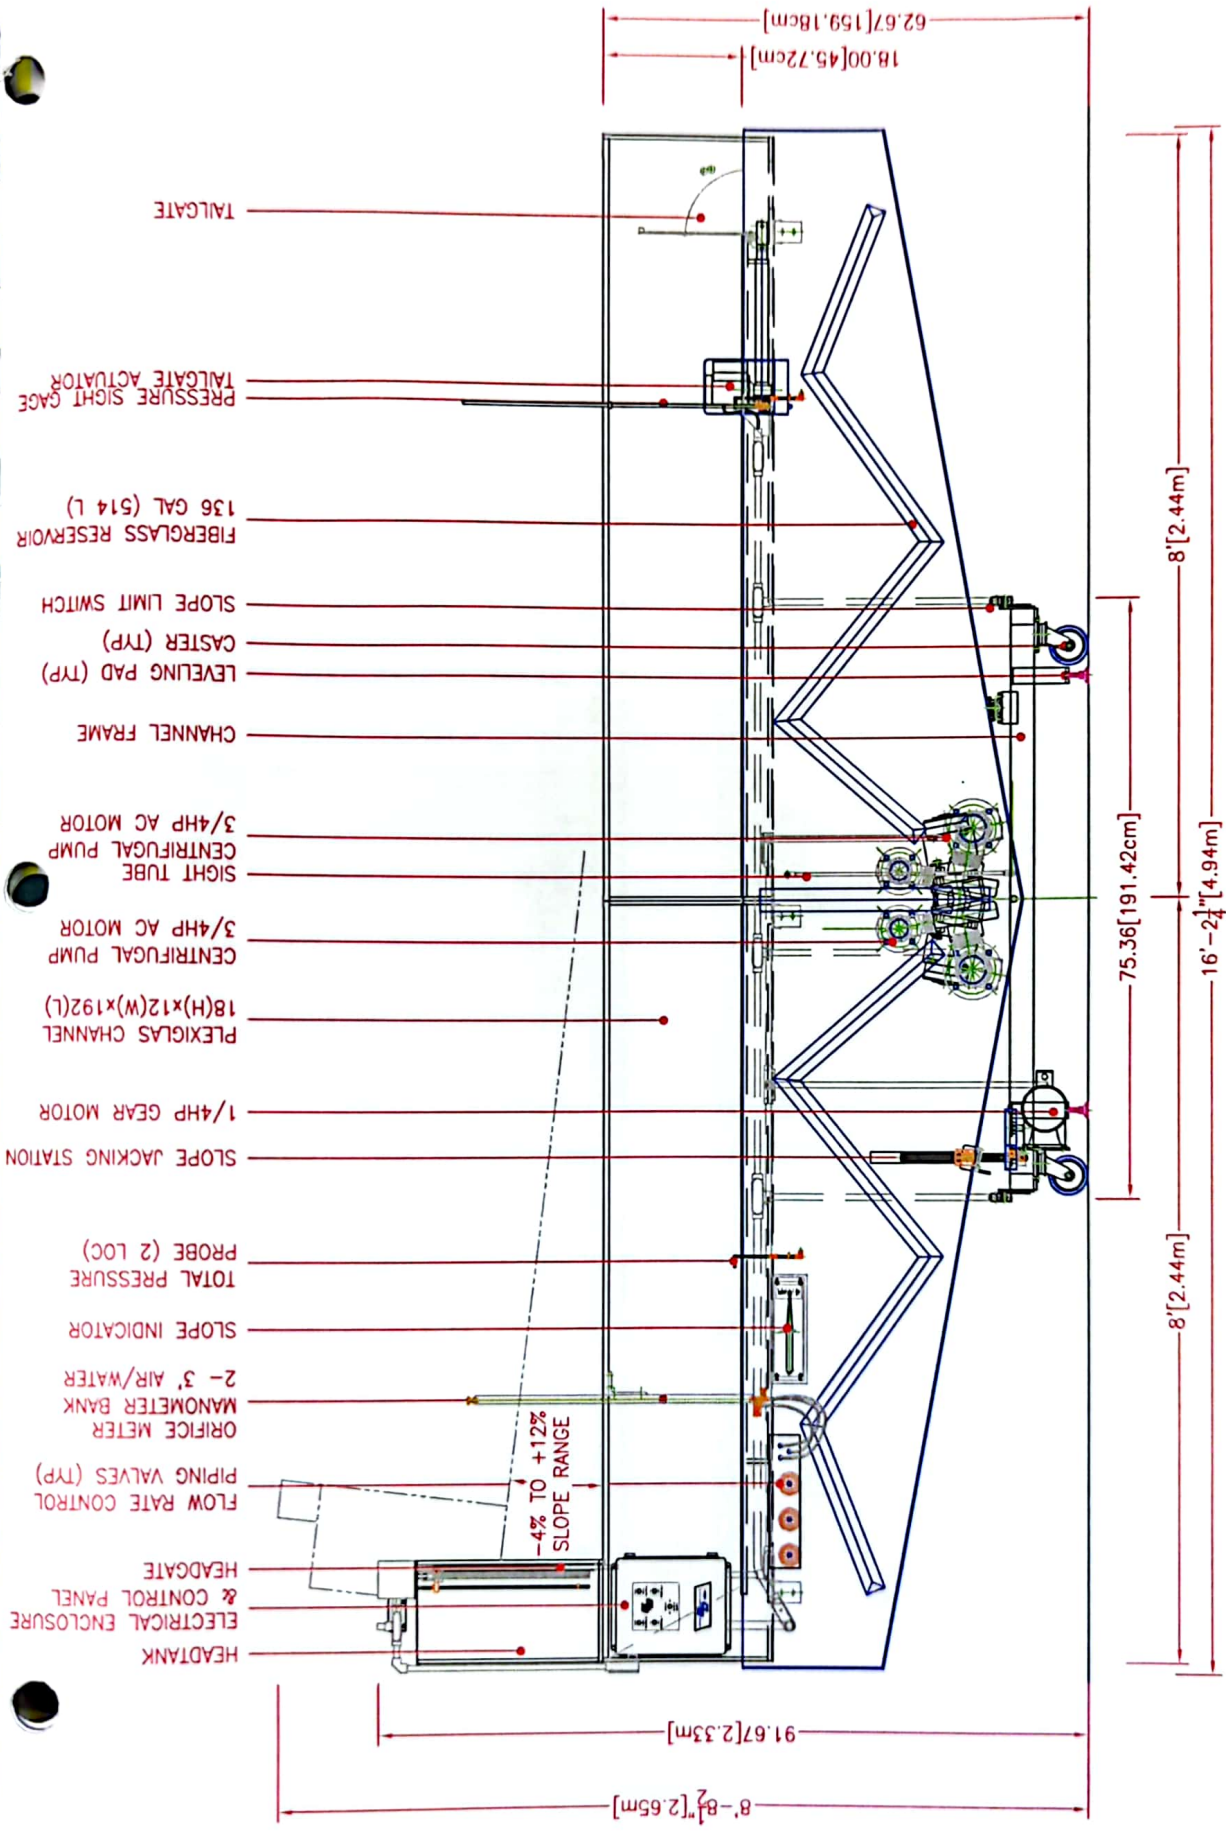 TAILGATE
TAILGATE ACTUATOR
PRESSURE SIGHT GAGE
FIBERGLASS RESERVOIR
136 GAL (514 L)
SLOPE LIMIT SWITCH
CASTER (TYP)
LEVELING PAD (TYP)
CHANNEL FRAME
CENTRIFUGAL PUMP
3/4HP AC MOTOR
SIGHT TUBE
CENTRIFUGAL PUMP
3/4HP AC MOTOR
PLEXIGLAS CHANNEL
18(H)x12(W)x192(L)
1/4HP GEAR MOTOR
SLOPE JACKING STATION
TOTAL PRESSURE
PROBE (2 LOC)
SLOPE INDICATOR
ORIFICE METER
MANOMETER BANK
2- 3' AIR/WATER
FLOW RATE CONTROL
PIPING VALVES (TYP)
HEADGATE
ELECTRICAL ENCLOSURE
& CONTROL PANEL
HEADTANK
-4% TO +12%
SLOPE RANGE
62.67[159.18cm]
18.00[45.72cm]
8'[2.44m]
75.36[191.42cm]
16'-2¼"[4.94m]
8'[2.44m]
91.67[2.33m]
8'-8½"[2.65m]